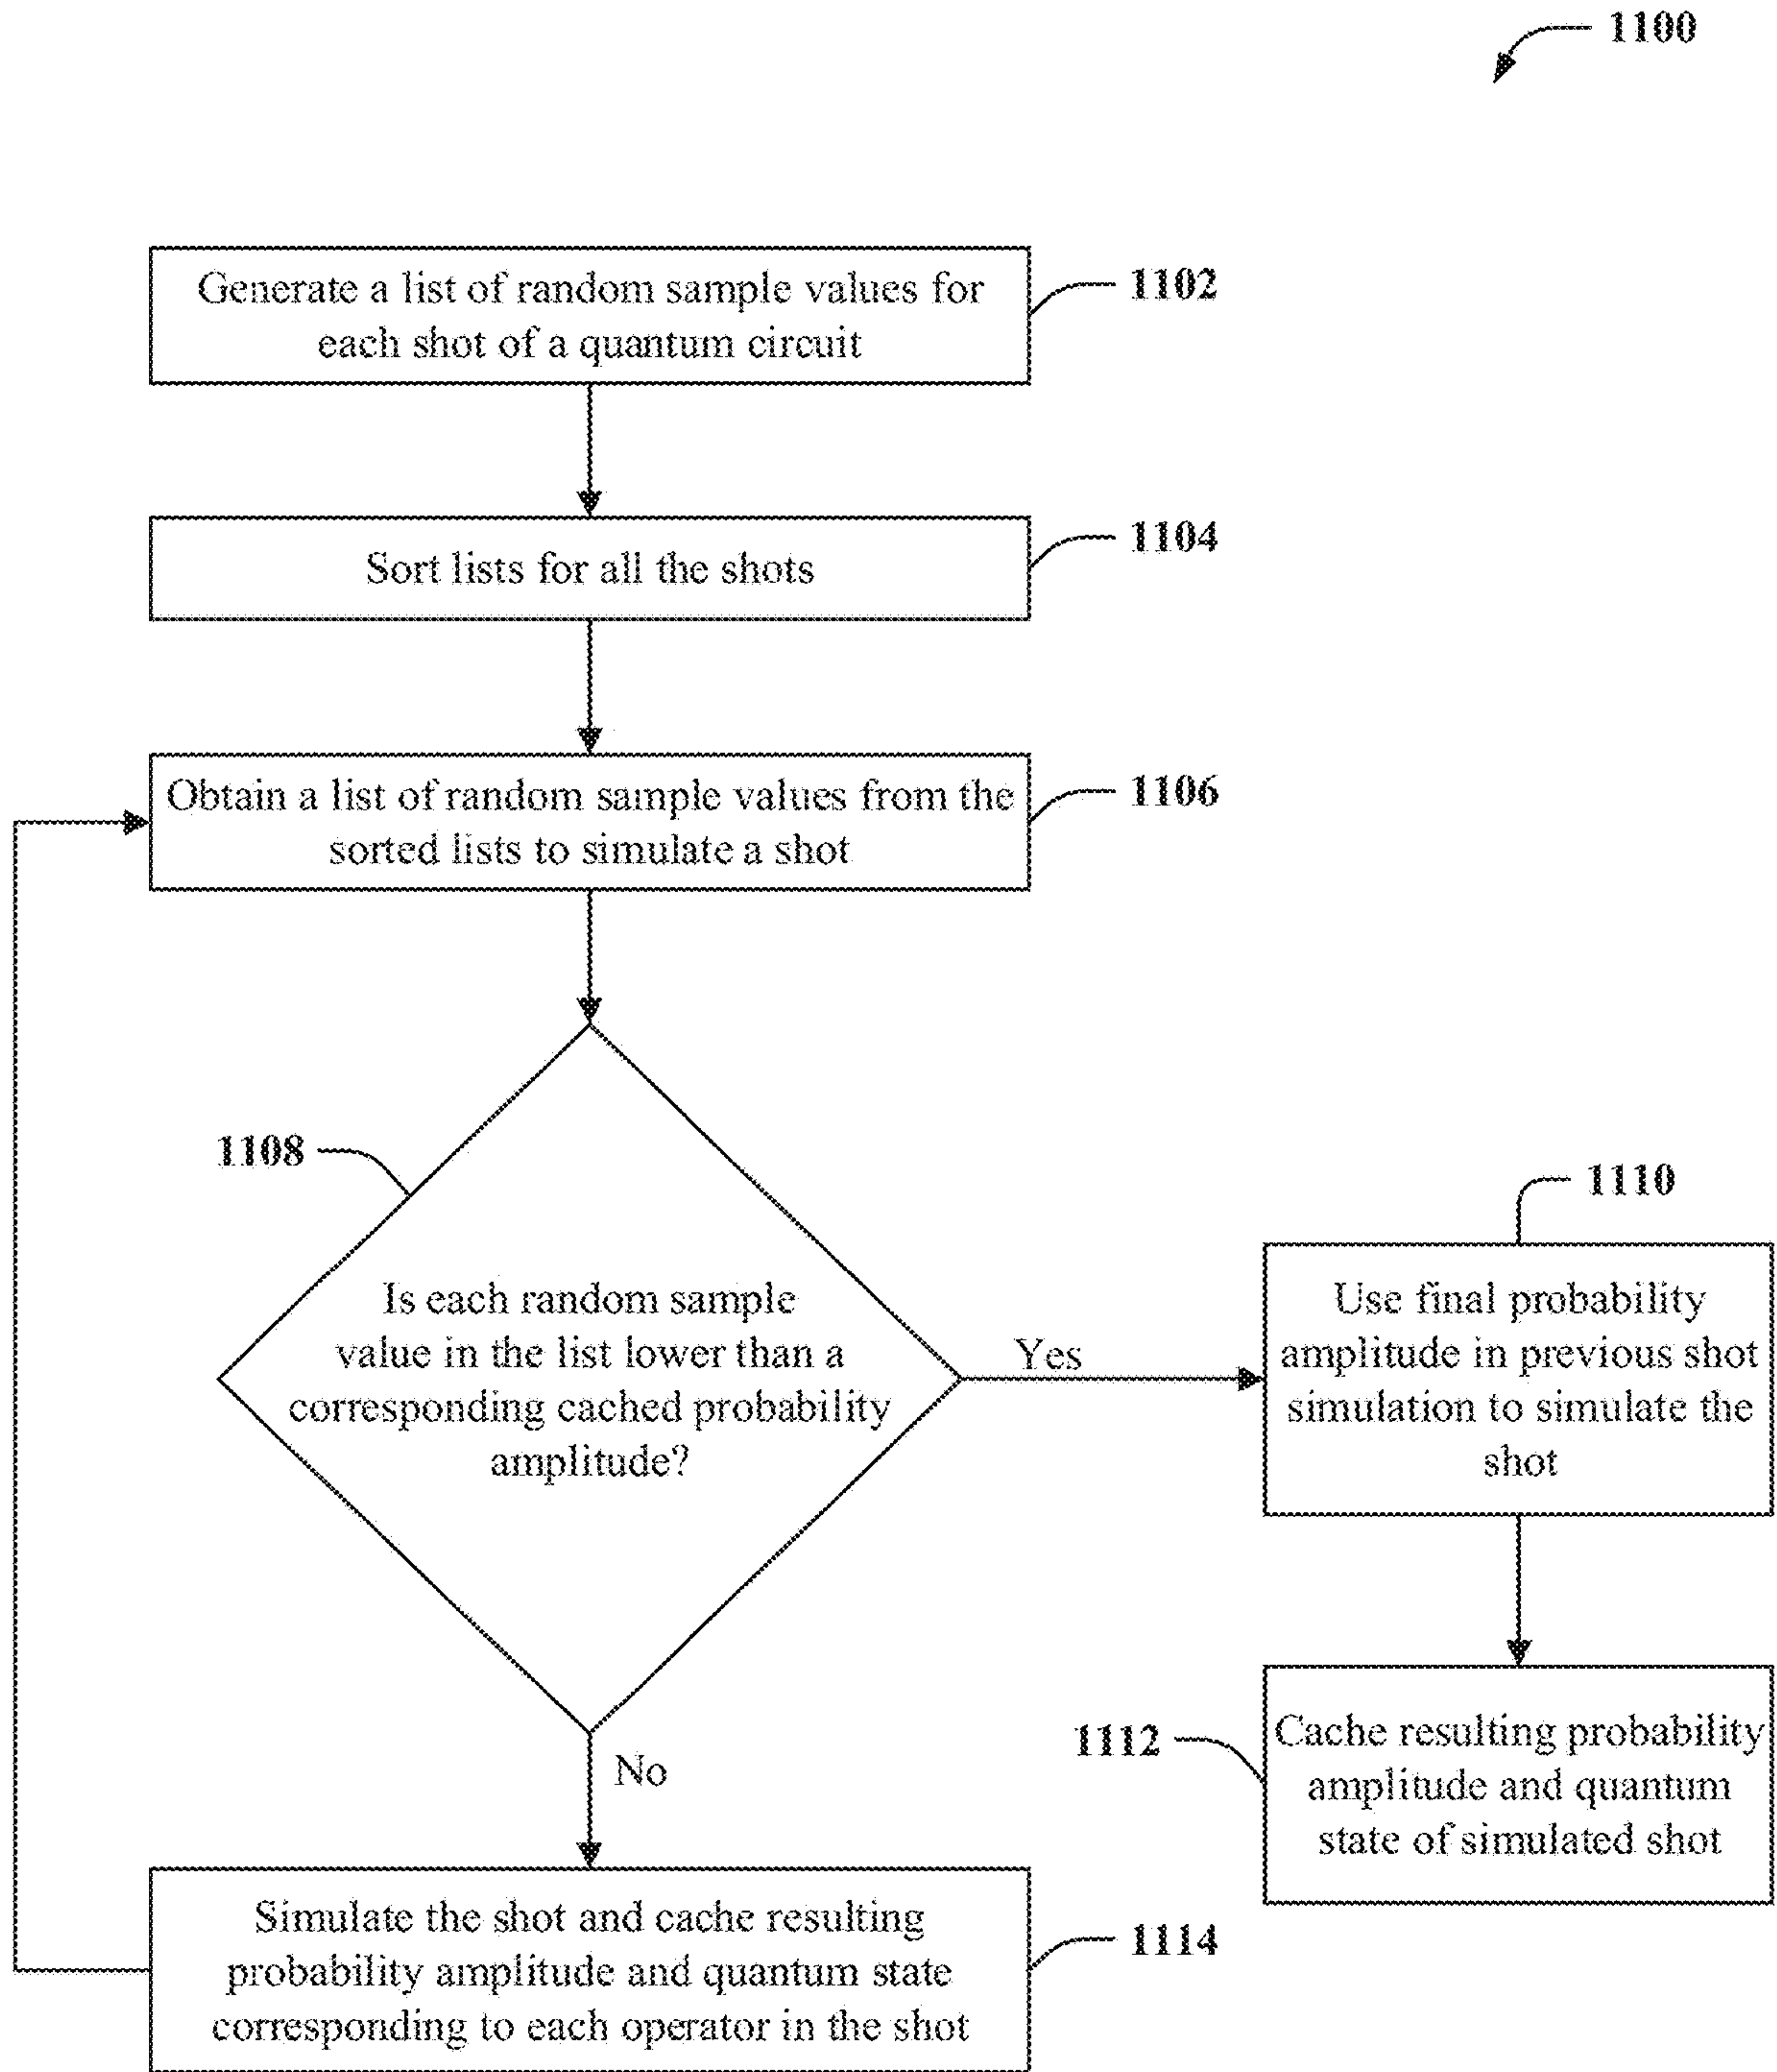 1100
Generate a list of random sample values for
each shot of a quantum circuit
1102
Sort lists for all the shots
1104
Obtain a list of random sample values from the
sorted lists to simulate a shot
1106
1108
Is each random sample
value in the list lower than a
corresponding cached probability
amplitude?
Yes
1110
Use final probability
amplitude in previous shot
simulation to simulate the
shot
1112
Cache resulting probability
amplitude and quantum
state of simulated shot
No
Simulate the shot and cache resulting
probability amplitude and quantum state
corresponding to each operator in the shot
1114